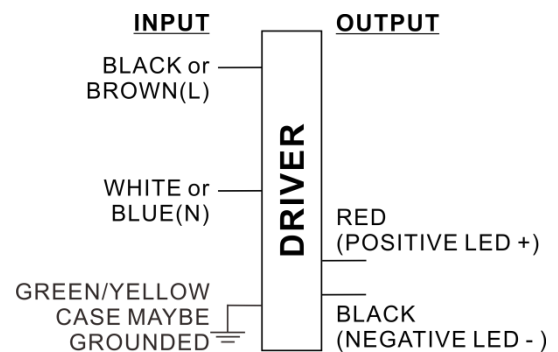 INPUT
OUTPUT
BLACK or
BROWN(L)
WHITE or
BLUE(N)
GREEN/YELLOW
CASE MAYBE
GROUNDED
DRIVER
RED
(POSITIVE LED +)
BLACK
(NEGATIVE LED - )